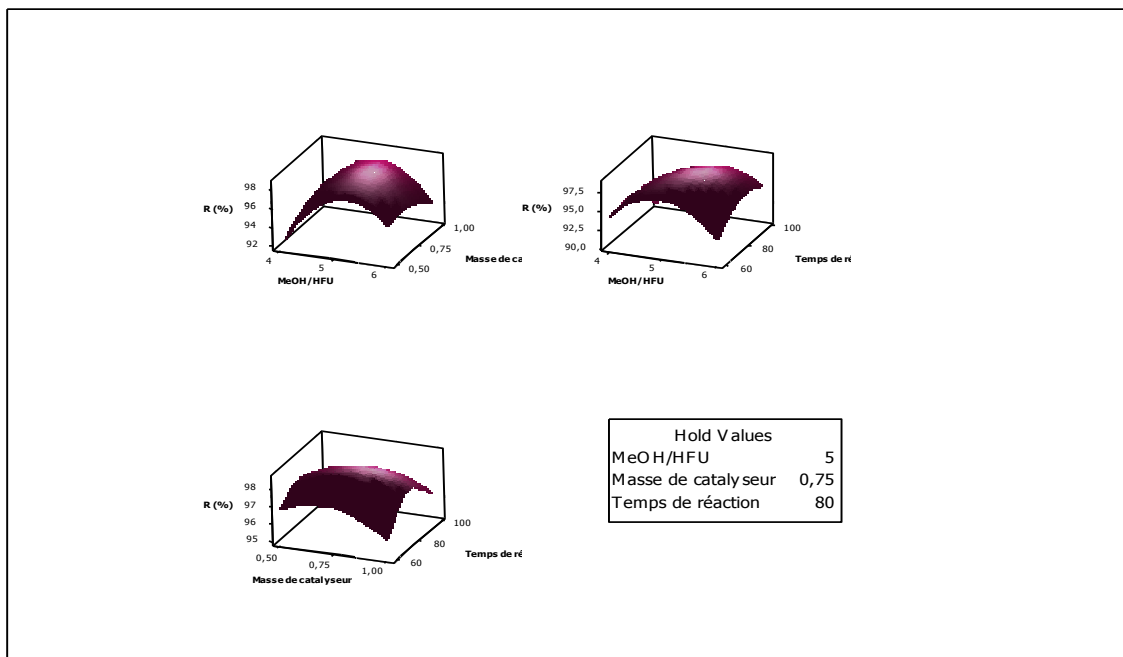 98
96
94
92
R (%)
4
5
6
MeOH/HFU
0,50
0,75
1,00
Masse de ca
97,5
95,0
92,5
90,0
R (%)
4
5
6
MeOH/HFU
60
80
100
Temps de ré
98
97
96
95
R (%)
0,50
0,75
1,00
Masse de catalyseur
60
80
100
Temps de ré
Hold Values
MeOH/HFU 5
Masse de catalyseur 0,75
Temps de réaction 80